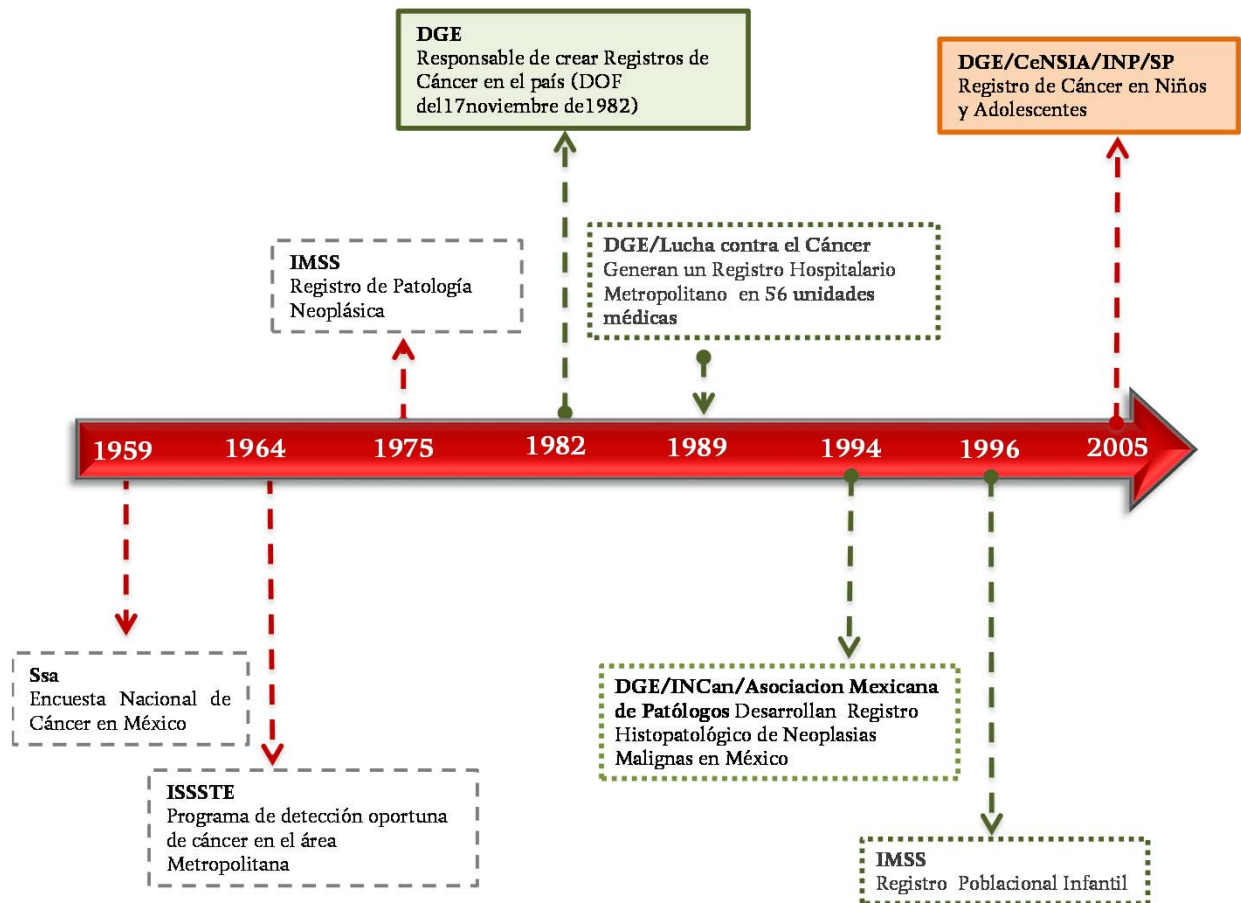 DGE
Responsable de crear Registros de
Cáncer en el país (DOF
del17noviembre de1982)
DGE/CeNSIA/INP/SP
Registro de Cáncer en Niños
y Adolescentes
IMSS
Registro de Patología
Neoplásica
DGE/Lucha contra el Cáncer
Generan un Registro Hospitalario
Metropolitano en 56 unidades
médicas
1959 1964 1975 1982 1989 1994 1996 2005
Ssa
Encuesta Nacional de
Cáncer en México
ISSSTE
Programa de detección oportuna
de cáncer en el área
Metropolitana
DGE/INCan/Asociacion Mexicana
de Patólogos Desarrollan Registro
Histopatológico de Neoplasias
Malignas en México
IMSS
Registro Poblacional Infantil